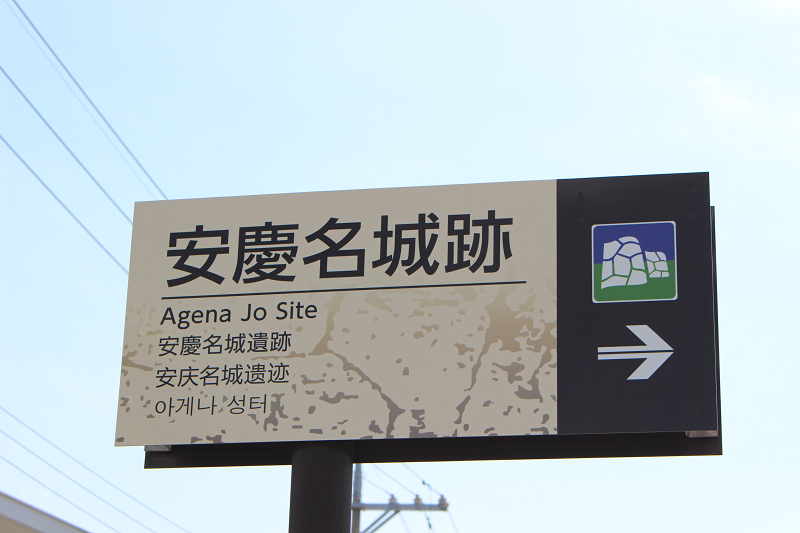 安慶名城跡
Agena Jo Site
安慶名城遺跡
安庆名城遗迹
아게나 성터